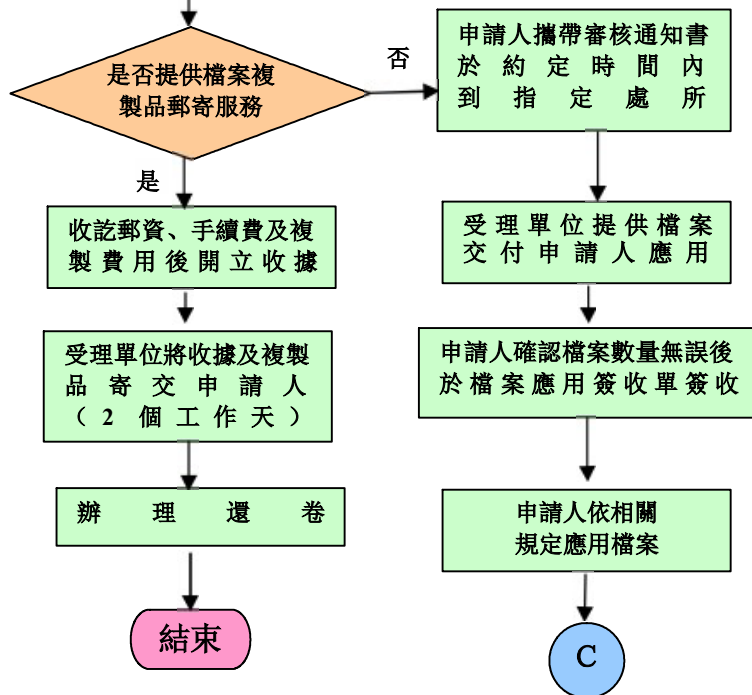 是否提供檔案複
製品郵寄服務
否
是
收訖郵資、手續費及複
製費用後開立收據
受理單位將收據及複製
品寄交申請人
（2 個工作天）
辦理還卷
結束
申請人攜帶審核通知書
於約定時間內
到指定處所
受理單位提供檔案
交付申請人應用
申請人確認檔案數量無誤後
於檔案應用簽收單簽收
申請人依相關
規定應用檔案
C